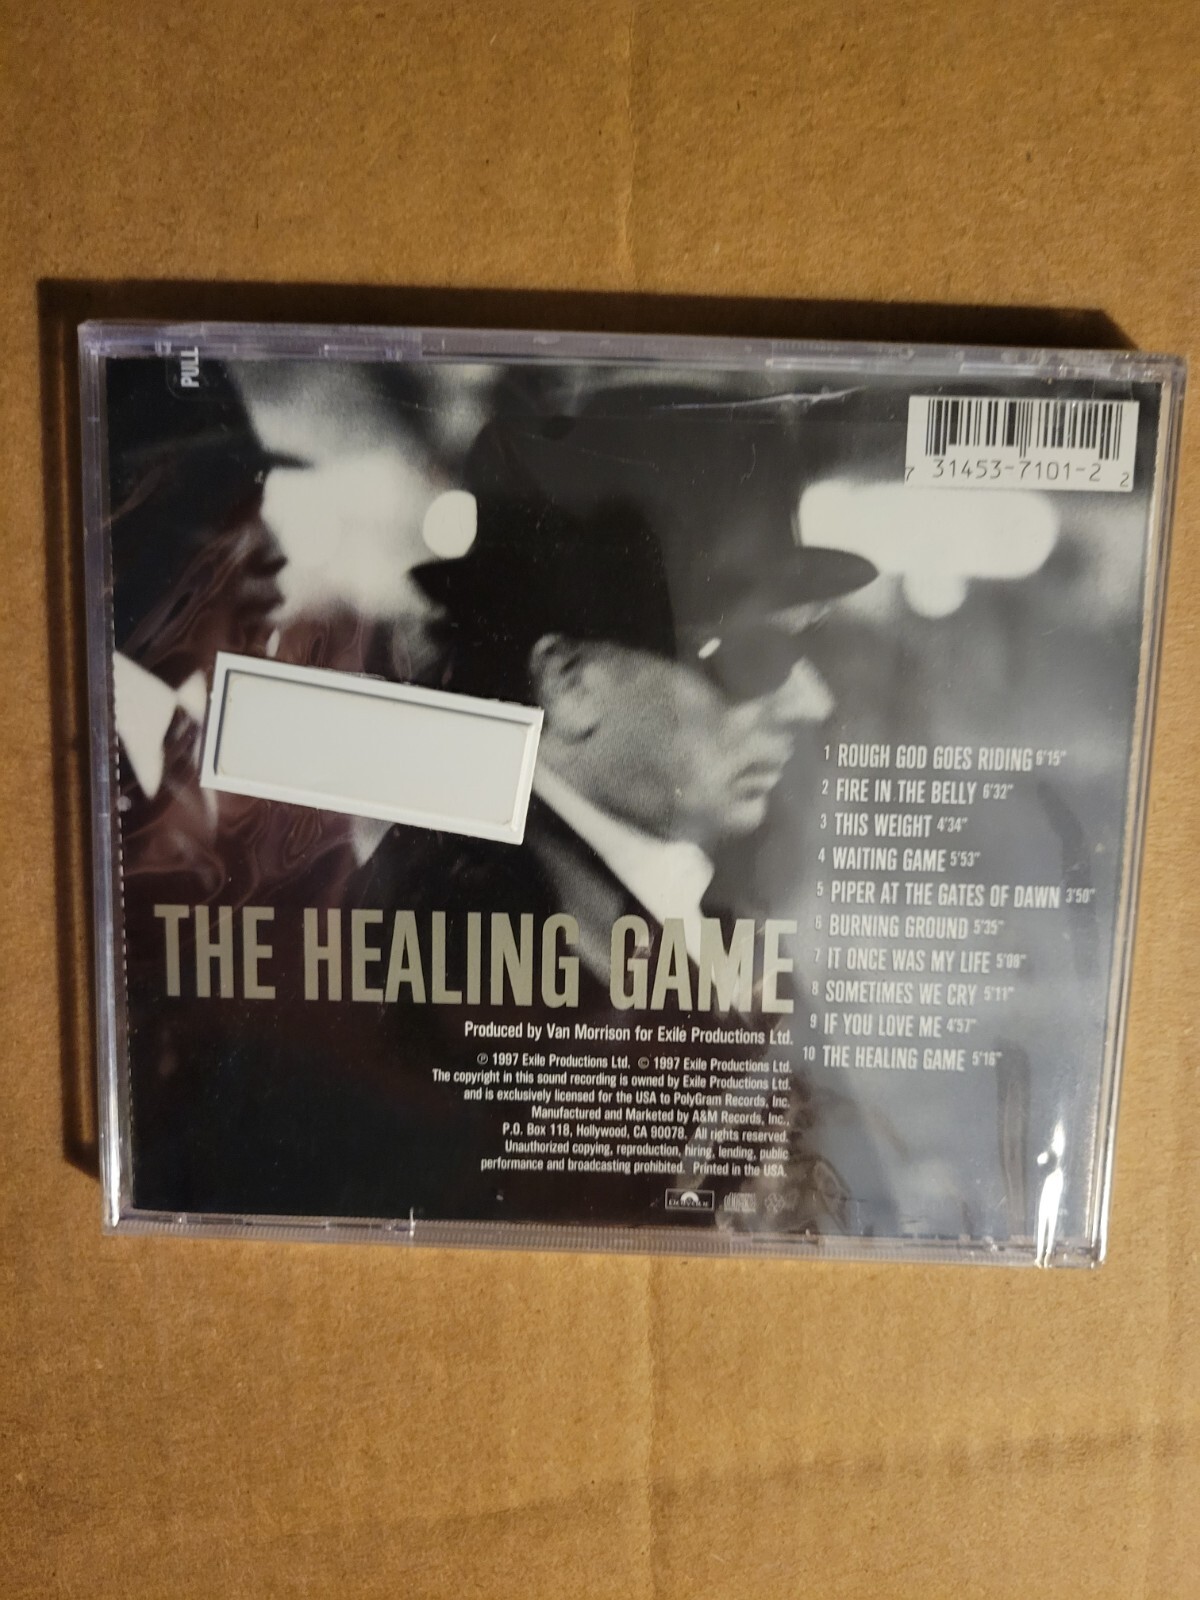 PULL
7 31453-7101-2 2
1 ROUGH GOD GOES RIDING 6'15"
2 FIRE IN THE BELLY 6'32"
3 THIS WEIGHT 4'34"
4 WAITING GAME 5'53"
5 PIPER AT THE GATES OF DAWN 3'50"
6 BURNING GROUND 5'35"
7 IT ONCE WAS MY LIFE 5'09"
8 SOMETIMES WE CRY 5'11"
9 IF YOU LOVE ME 4'57"
10 THE HEALING GAME 5'16"
THE HEALING GAME
Produced by Van Morrison for Exile Productions Ltd.
℗ 1997 Exile Productions Ltd. © 1997 Exile Productions Ltd.
The copyright in this sound recording is owned by Exile Productions Ltd.
and is exclusively licensed for the USA to PolyGram Records, Inc.
Manufactured and Marketed by A&M Records, Inc.,
P.O. Box 118, Hollywood, CA 90078. All rights reserved.
Unauthorized copying, reproduction, hiring, lending, public
performance and broadcasting prohibited. Printed in the USA.
Polydor